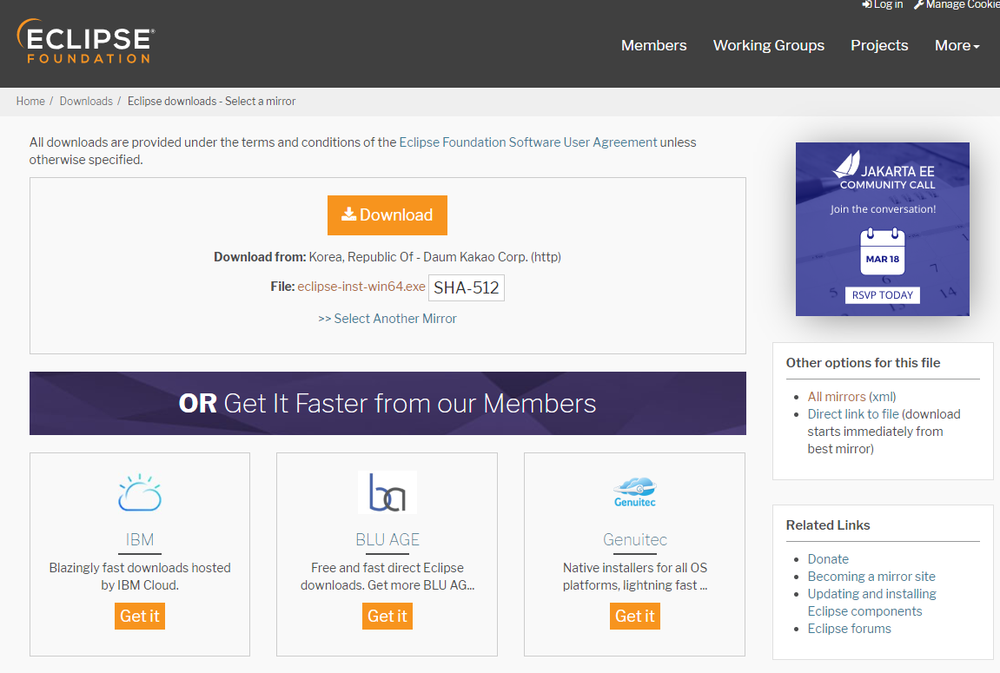 Log in Manage Cookie
ECLIPSE®
FOUNDATION
Members Working Groups Projects More
Home / Downloads / Eclipse downloads - Select a mirror
All downloads are provided under the terms and conditions of the Eclipse Foundation Software User Agreement unless
otherwise specified.
Download
Download from: Korea, Republic Of - Daum Kakao Corp. (http)
File: eclipse-inst-win64.exe SHA-512
>> Select Another Mirror
OR Get It Faster from our Members
IBM
Blazingly fast downloads hosted
by IBM Cloud.
Get it
ba
BLU AGE
Free and fast direct Eclipse
downloads. Get more BLU AG...
Get it
Genuitec
Genuitec
Native installers for all OS
platforms, lightning fast ...
Get it
JAKARTA EE
COMMUNITY CALL
Join the conversation!
MAR 18
5 6 7
13 14
RSVP TODAY
Other options for this file
All mirrors (xml)
Direct link to file (download
starts immediately from
best mirror)
Related Links
Donate
Becoming a mirror site
Updating and installing
Eclipse components
Eclipse forums